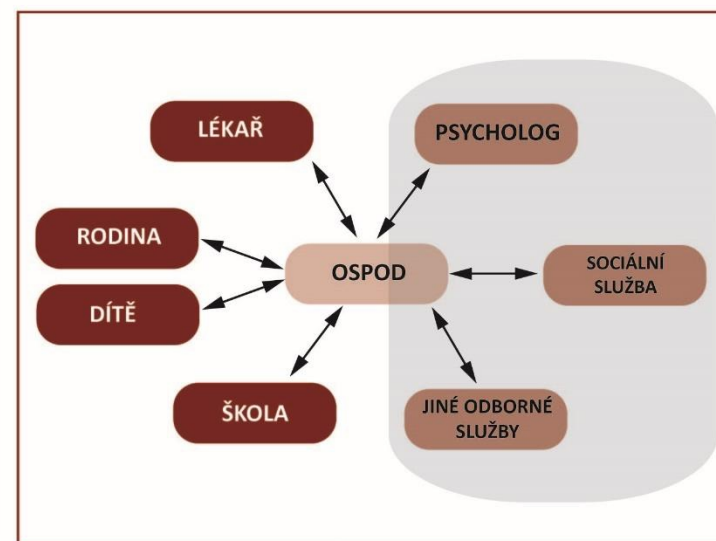 LÉKAŘ
PSYCHOLOG
RODINA
OSPOD
SOCIÁLNÍ
SLUŽBA
DÍTĚ
ŠKOLA
JINÉ ODBORNÉ
SLUŽBY